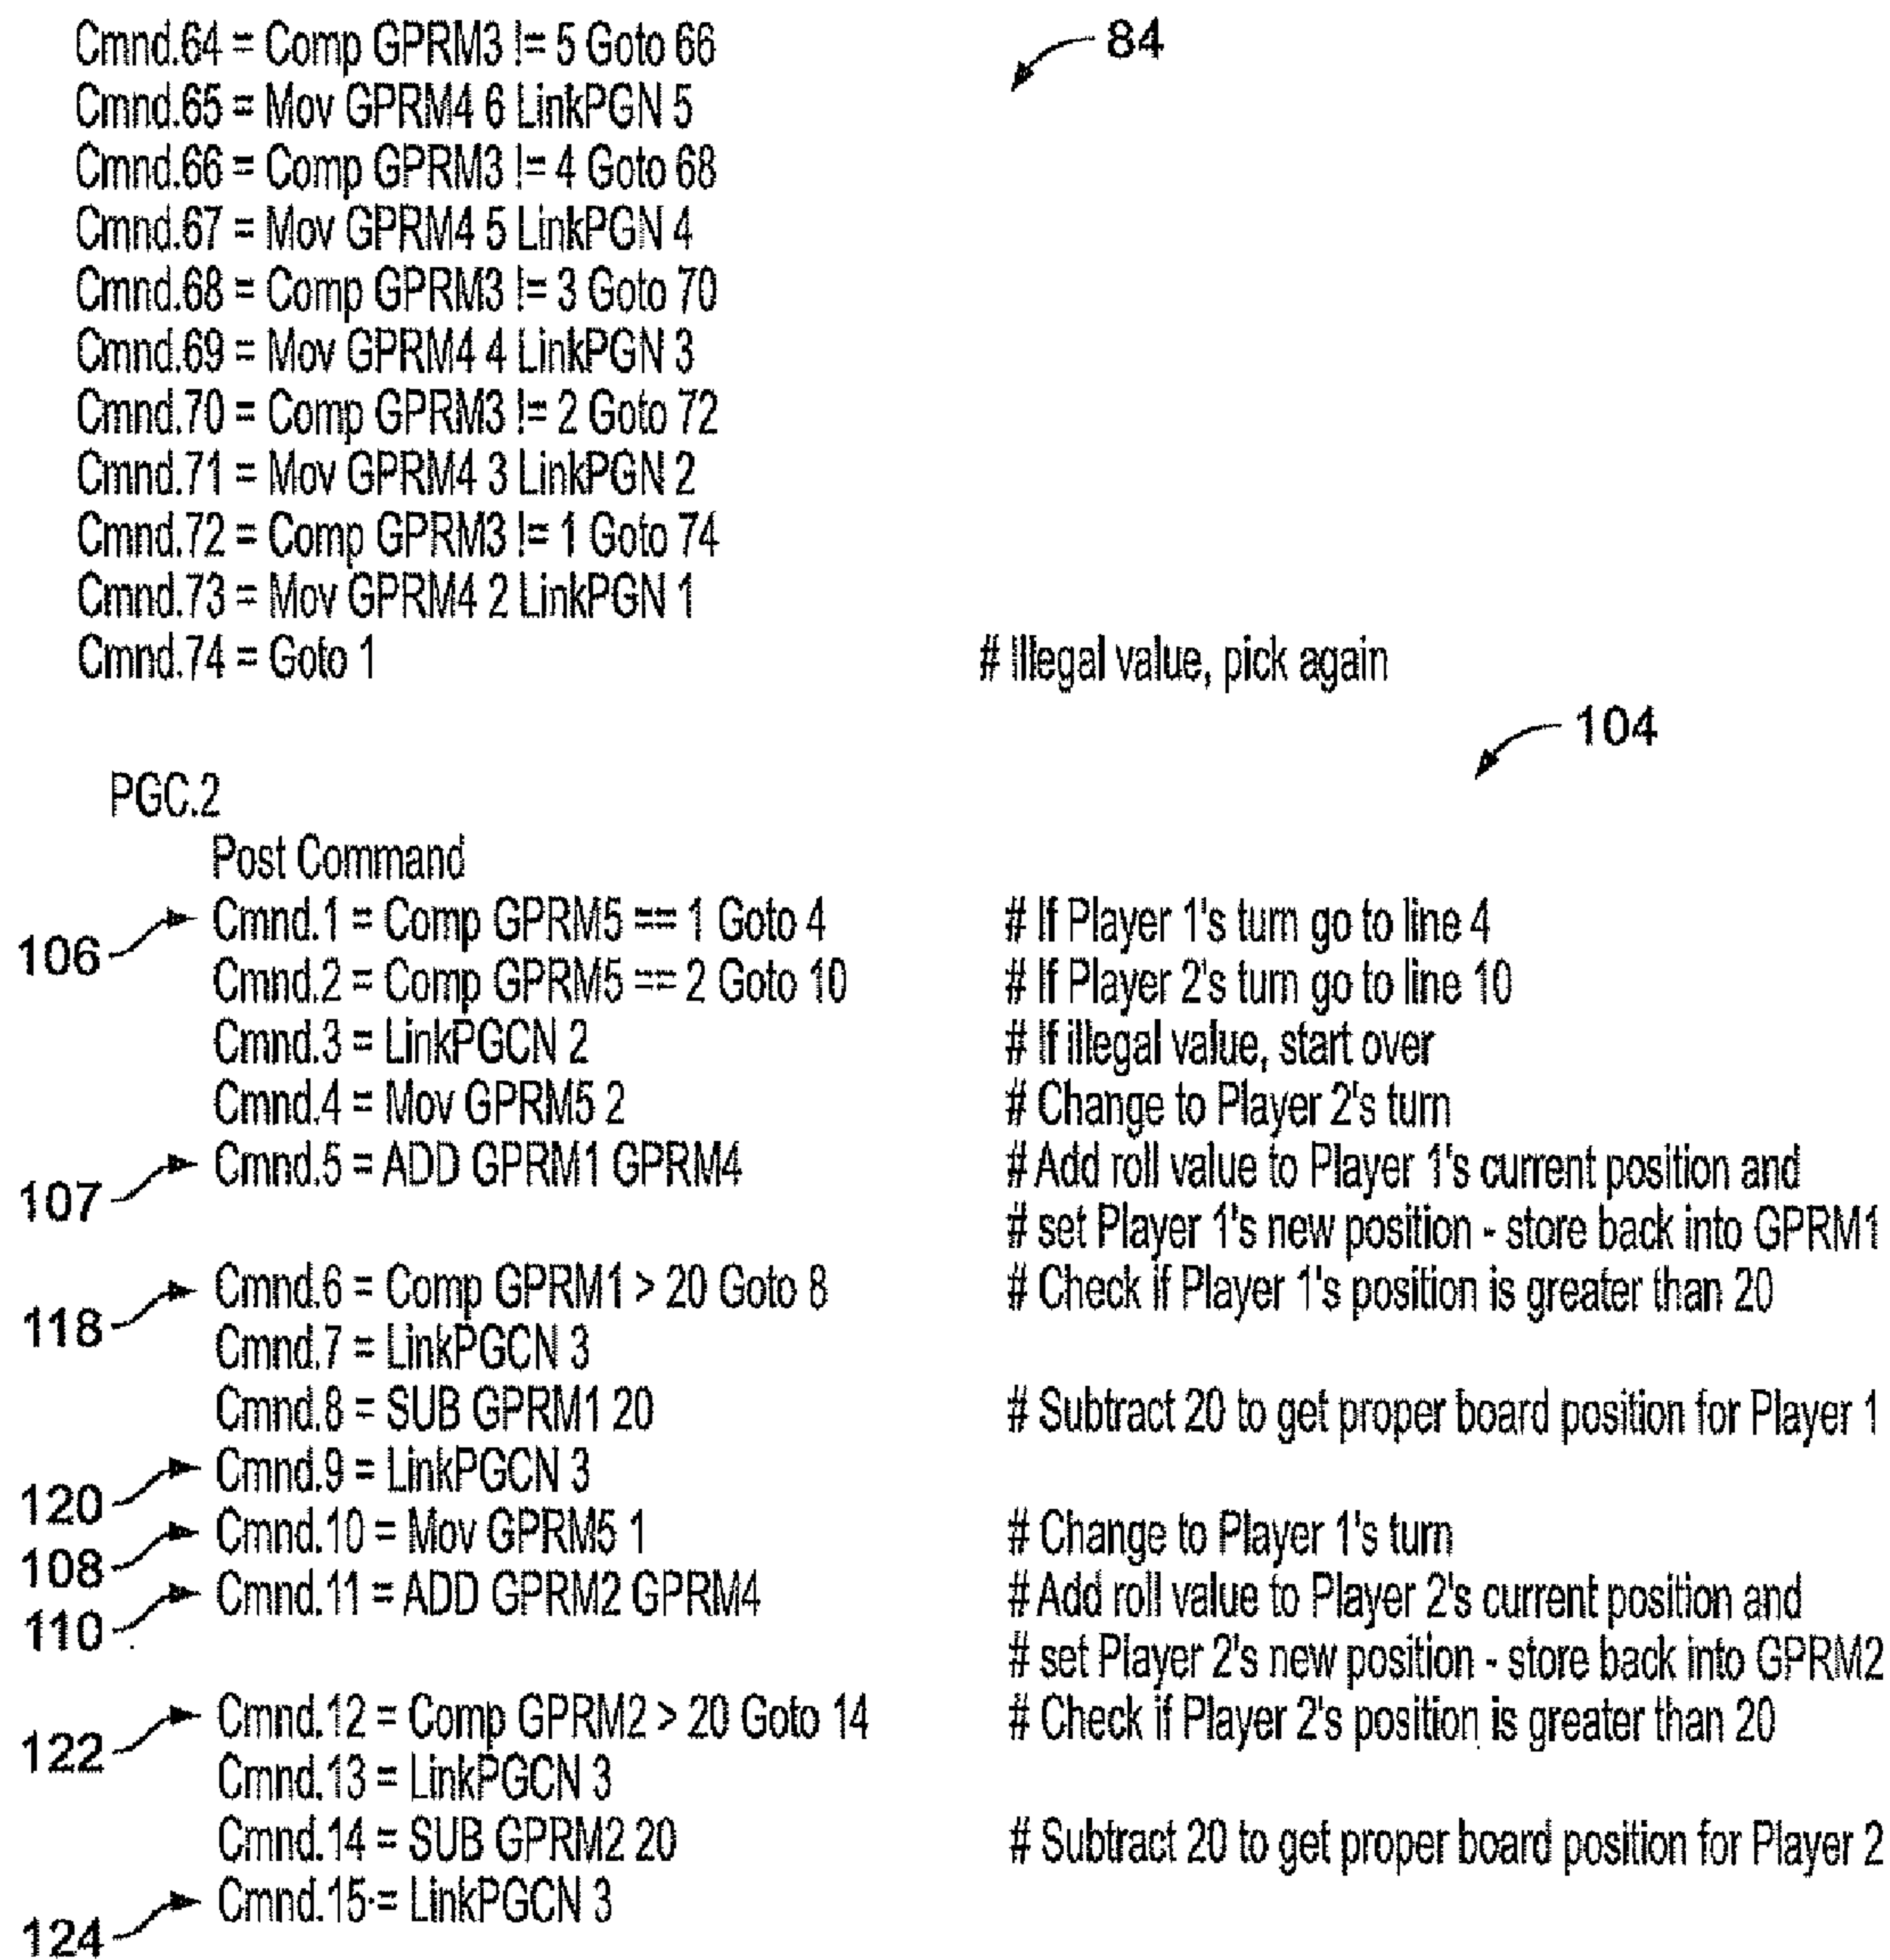 Cmnd.64 = Comp GPRM3 != 5 Goto 66
84
Cmnd.65 = Mov GPRM4 6 LinkPGN 5
Cmnd.66 = Comp GPRM3 != 4 Goto 68
Cmnd.67 = Mov GPRM4 5 LinkPGN 4
Cmnd.68 = Comp GPRM3 != 3 Goto 70
Cmnd.69 = Mov GPRM4 4 LinkPGN 3
Cmnd.70 = Comp GPRM3 != 2 Goto 72
Cmnd.71 = Mov GPRM4 3 LinkPGN 2
Cmnd.72 = Comp GPRM3 != 1 Goto 74
Cmnd.73 = Mov GPRM4 2 LinkPGN 1
Cmnd.74 = Goto 1 # Illegal value, pick again
104
PGC.2
Post Command
106 Cmnd.1 = Comp GPRM5 == 1 Goto 4 # If Player 1's turn go to line 4
Cmnd.2 = Comp GPRM5 == 2 Goto 10 # If Player 2's turn go to line 10
Cmnd.3 = LinkPGCN 2 # If illegal value, start over
Cmnd.4 = Mov GPRM5 2 # Change to Player 2's turn
107 Cmnd.5 = ADD GPRM1 GPRM4 # Add roll value to Player 1's current position and
# set Player 1's new position - store back into GPRM1
118 Cmnd.6 = Comp GPRM1 > 20 Goto 8 # Check if Player 1's position is greater than 20
Cmnd.7 = LinkPGCN 3
Cmnd.8 = SUB GPRM1 20 # Subtract 20 to get proper board position for Player 1
120 Cmnd.9 = LinkPGCN 3
108 Cmnd.10 = Mov GPRM5 1 # Change to Player 1's turn
110 Cmnd.11 = ADD GPRM2 GPRM4 # Add roll value to Player 2's current position and
# set Player 2's new position - store back into GPRM2
122 Cmnd.12 = Comp GPRM2 > 20 Goto 14 # Check if Player 2's position is greater than 20
Cmnd.13 = LinkPGCN 3
Cmnd.14 = SUB GPRM2 20 # Subtract 20 to get proper board position for Player 2
124 Cmnd.15 = LinkPGCN 3